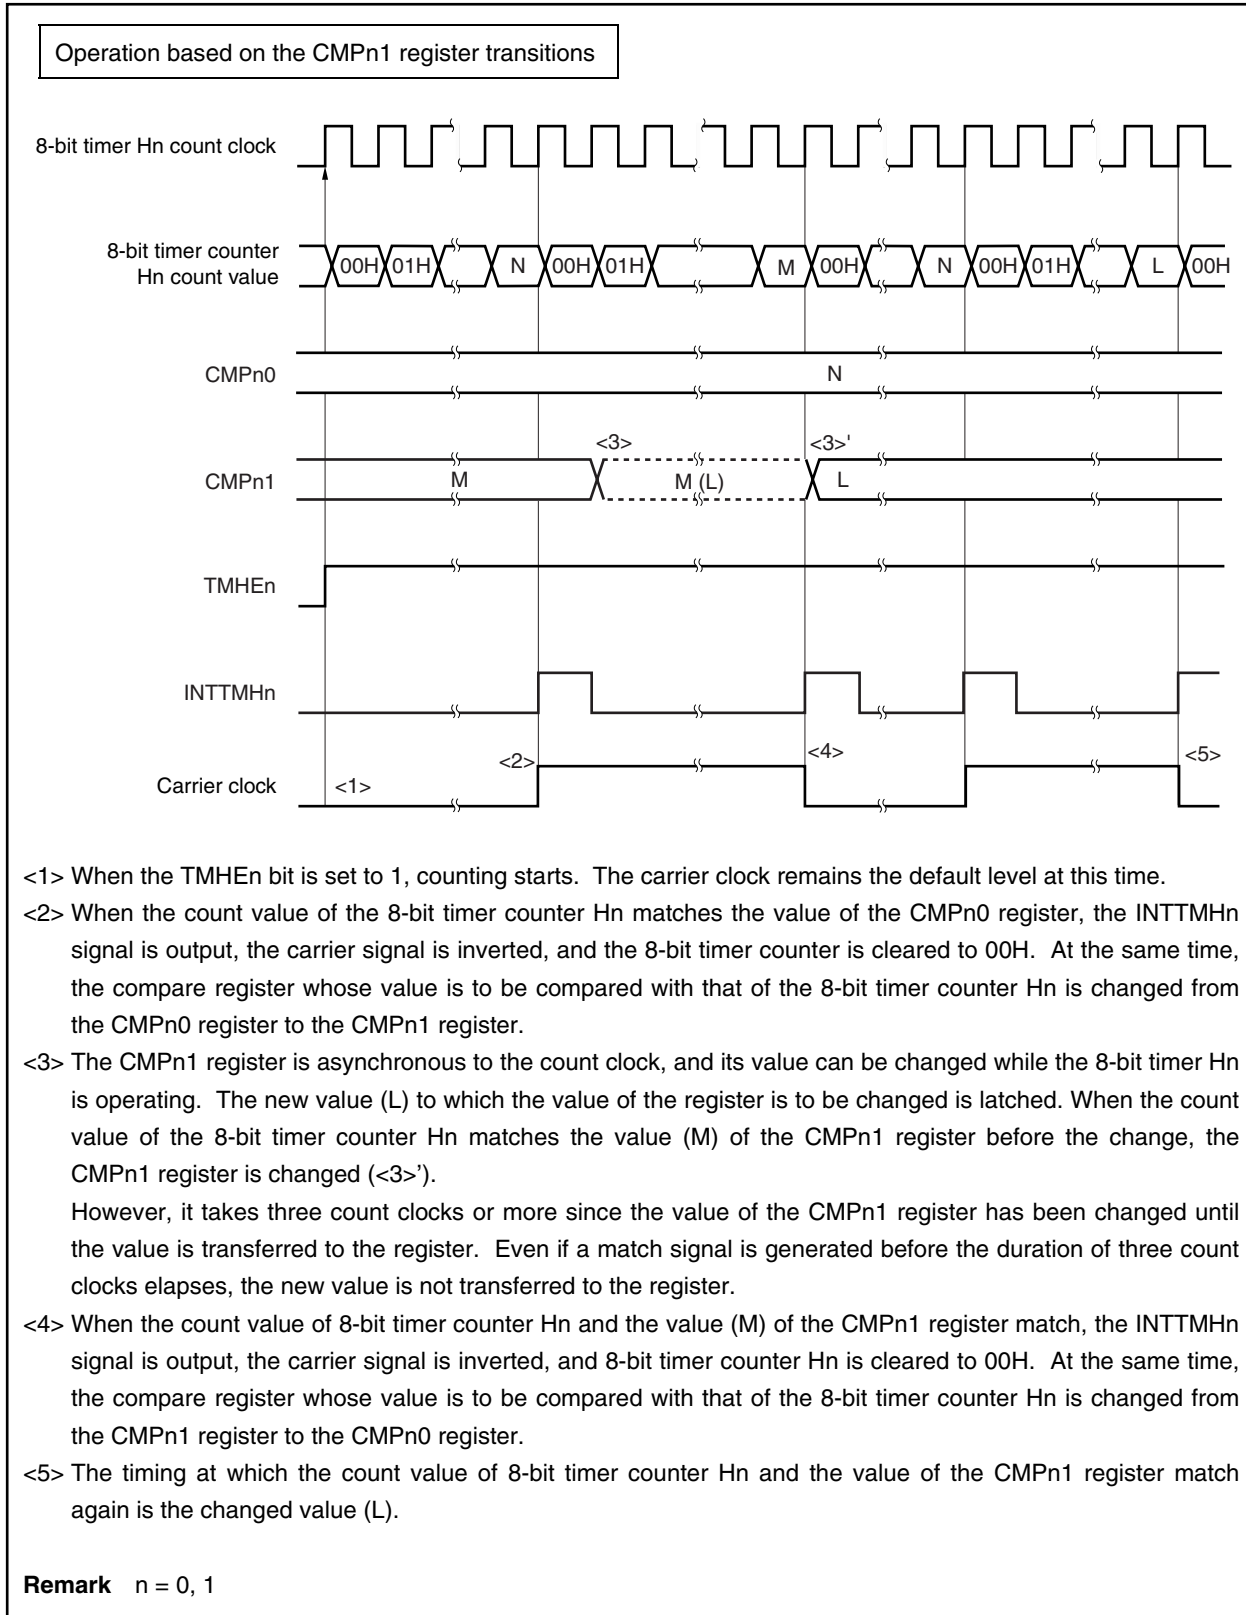 Operation based on the CMPn1 register transitions
8-bit timer Hn count clock
8-bit timer counter
Hn count value
00H 01H N 00H 01H M 00H N 00H 01H L 00H
CMPn0
N
<3> <3>'
CMPn1
M M (L) L
TMHEn
INTTMHn
<2> <4> <5>
Carrier clock
<1>
<1> When the TMHEn bit is set to 1, counting starts. The carrier clock remains the default level at this time.
<2> When the count value of the 8-bit timer counter Hn matches the value of the CMPn0 register, the INTTMHn
signal is output, the carrier signal is inverted, and the 8-bit timer counter is cleared to 00H. At the same time,
the compare register whose value is to be compared with that of the 8-bit timer counter Hn is changed from
the CMPn0 register to the CMPn1 register.
<3> The CMPn1 register is asynchronous to the count clock, and its value can be changed while the 8-bit timer Hn
is operating. The new value (L) to which the value of the register is to be changed is latched. When the count
value of the 8-bit timer counter Hn matches the value (M) of the CMPn1 register before the change, the
CMPn1 register is changed (<3>’).
However, it takes three count clocks or more since the value of the CMPn1 register has been changed until
the value is transferred to the register. Even if a match signal is generated before the duration of three count
clocks elapses, the new value is not transferred to the register.
<4> When the count value of 8-bit timer counter Hn and the value (M) of the CMPn1 register match, the INTTMHn
signal is output, the carrier signal is inverted, and 8-bit timer counter Hn is cleared to 00H. At the same time,
the compare register whose value is to be compared with that of the 8-bit timer counter Hn is changed from
the CMPn1 register to the CMPn0 register.
<5> The timing at which the count value of 8-bit timer counter Hn and the value of the CMPn1 register match
again is the changed value (L).
Remark n = 0, 1